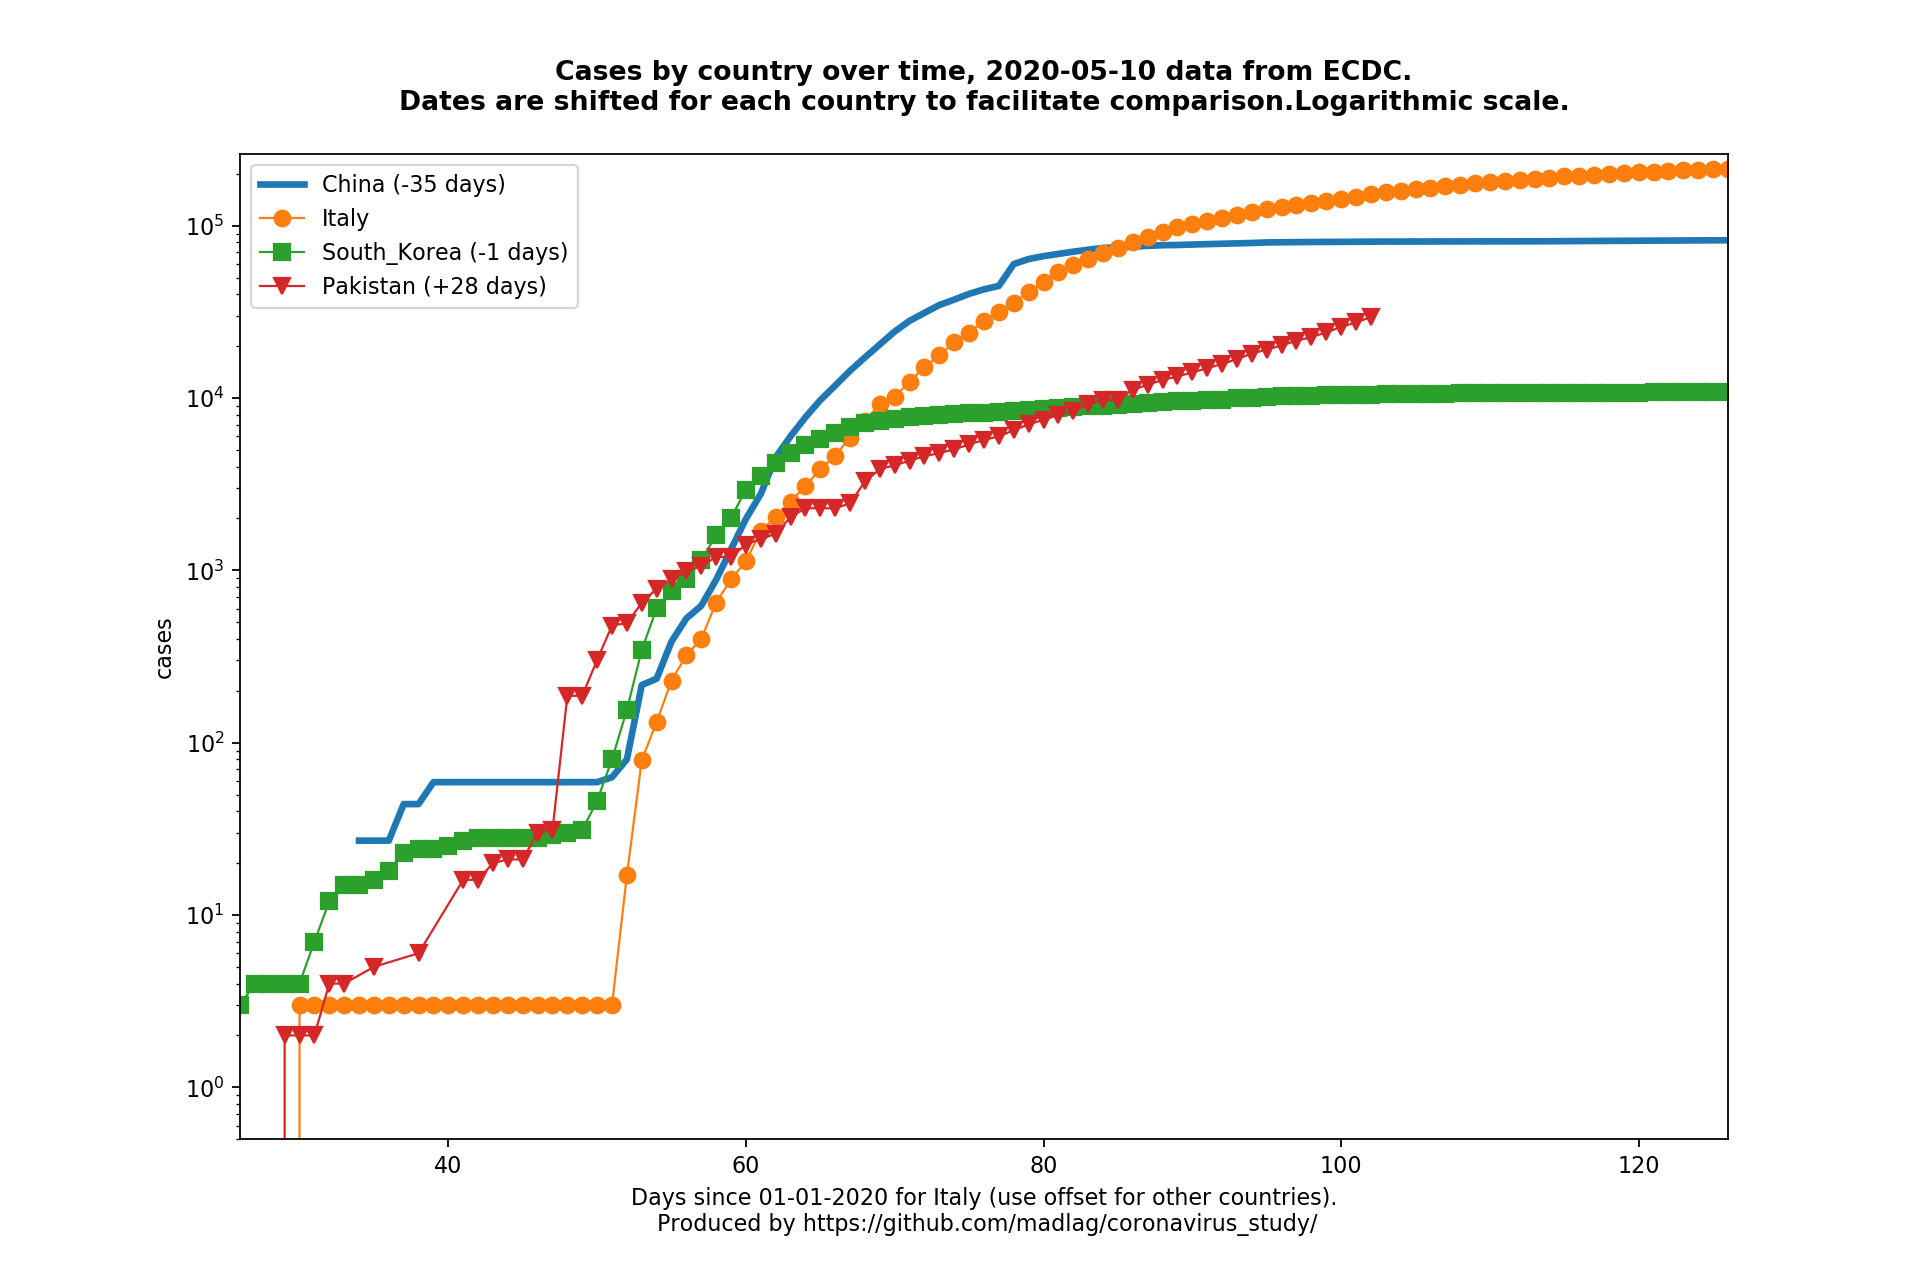 Cases by country over time, 2020-05-10 data from ECDC.
Dates are shifted for each country to facilitate comparison.Logarithmic scale.
China (-35 days)
Italy
South_Korea (-1 days)
Pakistan (+28 days)
10^5
10^4
10^3
10^2
10^1
10^0
cases
40 60 80 100 120
Days since 01-01-2020 for Italy (use offset for other countries).
Produced by https://github.com/madlag/coronavirus_study/